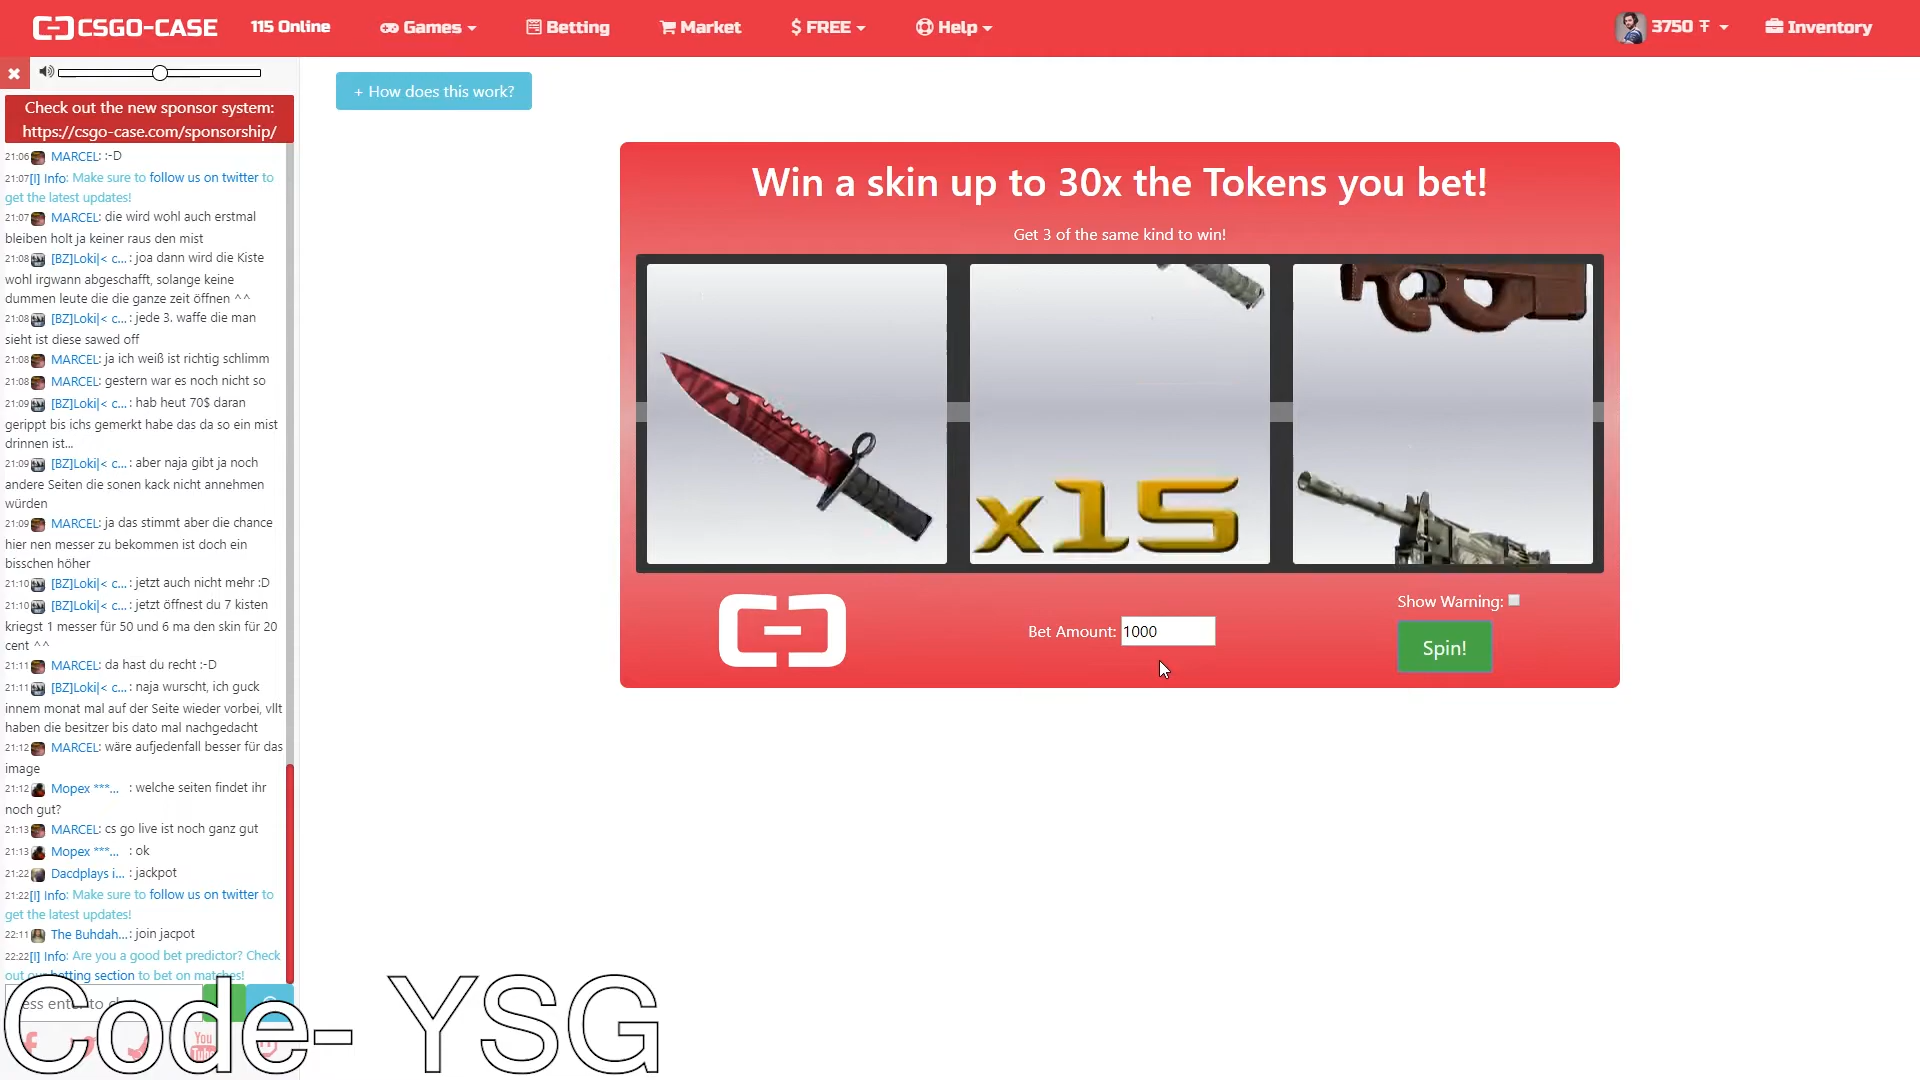 CSGO-CASE 115 Online Games Betting Market $ FREE Help 3750 Ŧ Inventory
Check out the new sponsor system:
https://csgo-case.com/sponsorship/
21:06 MARCEL: :-D
21:07[I] Info: Make sure to follow us on twitter to
get the latest updates!
21:07 MARCEL: die wird wohl auch erstmal
bleiben holt ja keiner raus den mist
21:08 [BZ]Loki|< c...: joa dann wird die Kiste
wohl irgwann abgeschafft, solange keine
dummen leute die die ganze zeit öffnen ^^
21:08 [BZ]Loki|< c...: jede 3. waffe die man
sieht ist diese sawed off
21:08 MARCEL: ja ich weiß ist richtig schlimm
21:08 MARCEL: gestern war es noch nicht so
21:09 [BZ]Loki|< c...: hab heut 70$ daran
gerippt bis ichs gemerkt habe das da so ein mist
drinnen ist...
21:09 [BZ]Loki|< c...: aber naja gibt ja noch
andere Seiten die sonen kack nicht annehmen
würden
21:09 MARCEL: ja das stimmt aber die chance
hier nen messer zu bekommen ist doch ein
bisschen höher
21:10 [BZ]Loki|< c...: jetzt auch nicht mehr :D
21:10 [BZ]Loki|< c...: jetzt öffnest du 7 kisten
kriegst 1 messer für 50 und 6 ma den skin für 20
cent ^^
21:11 MARCEL: da hast du recht :-D
21:11 [BZ]Loki|< c...: naja wurscht, ich guck
innem monat mal auf der Seite wieder vorbei, vllt
haben die besitzer bis dato mal nachgedacht
21:12 MARCEL: wäre aufjedenfall besser für das
image
21:12 Mopex ***... : welche seiten findet ihr
noch gut?
21:13 MARCEL: cs go live ist noch ganz gut
21:13 Mopex ***... : ok
21:22 Dacdplays i... : jackpot
21:22[I] Info: Make sure to follow us on twitter to
get the latest updates!
22:11 The Buhdah...: join jacpot
22:22[I] Info: Are you a good bet predictor? Check
out our betting section to bet on matches!
Code- YSG
+ How does this work?
Win a skin up to 30x the Tokens you bet!
Get 3 of the same kind to win!
x15
Bet Amount: 1000
Show Warning:
Spin!